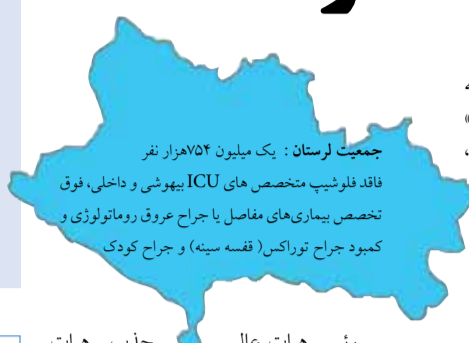 جمعیت لرستان : یک میلیون ۷۵۴هزار نفر
فاقد فلوشیپ متخصص های ICU بیهوشی و داخلی، فوق
تخصص بیماری‌های مفاصل یا جراح عروق روماتولوژی و
کمبود جراح توراکس( قفسه سینه) و جراح کودک